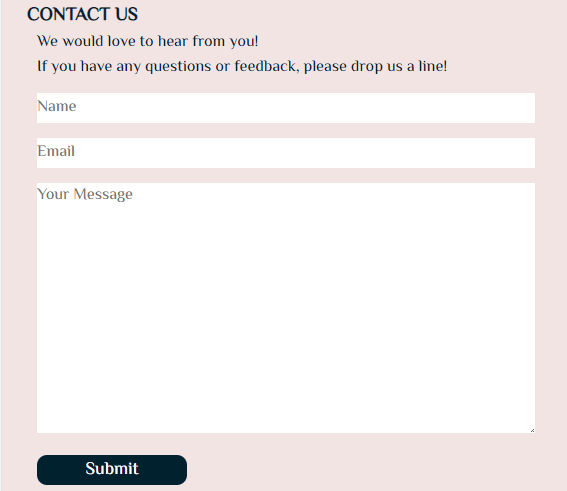 CONTACT US
We would love to hear from you!
If you have any questions or feedback, please drop us a line!
Name
Email
Your Message
Submit